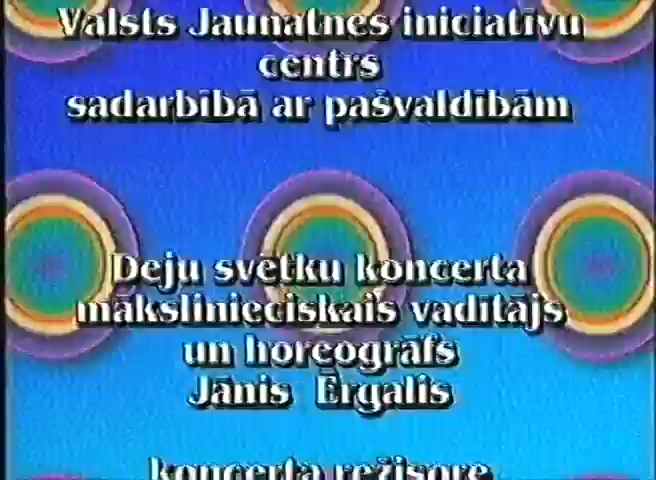 Valsts Jaunatnes iniciatīvu
centrs
sadarbībā ar pašvaldībām
Deju svētku koncerta
mākslinieciskais vadītājs
un horeogrāfs
Jānis Ērgalis
koncerta režisore